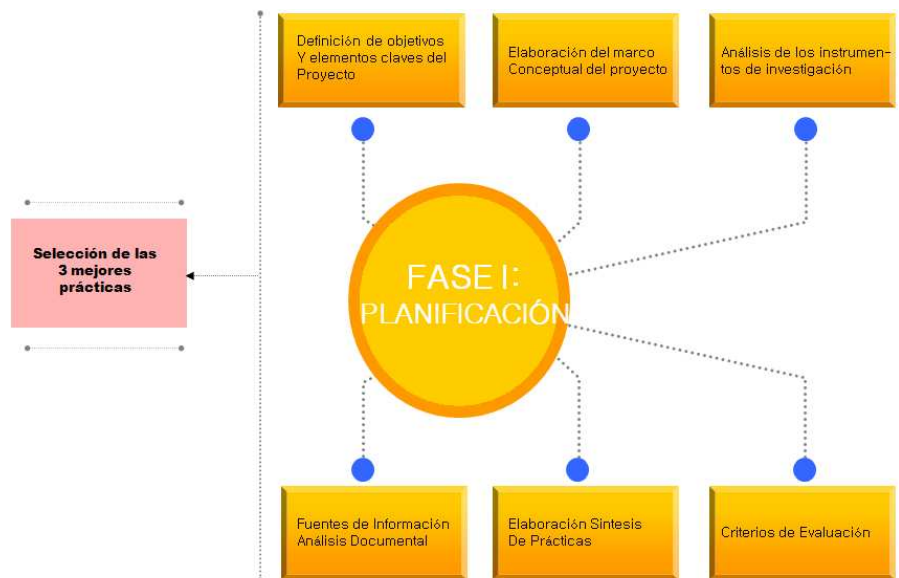 Definición de objetivos
Y elementos claves del
Proyecto
Elaboración del marco
Conceptual del proyecto
Análisis de los instrumen-
tos de investigación
Selección de las
3 mejores
prácticas
FASE I:
PLANIFICACIÓN
Fuentes de Información
Análisis Documental
Elaboración Síntesis
De Prácticas
Criterios de Evaluación